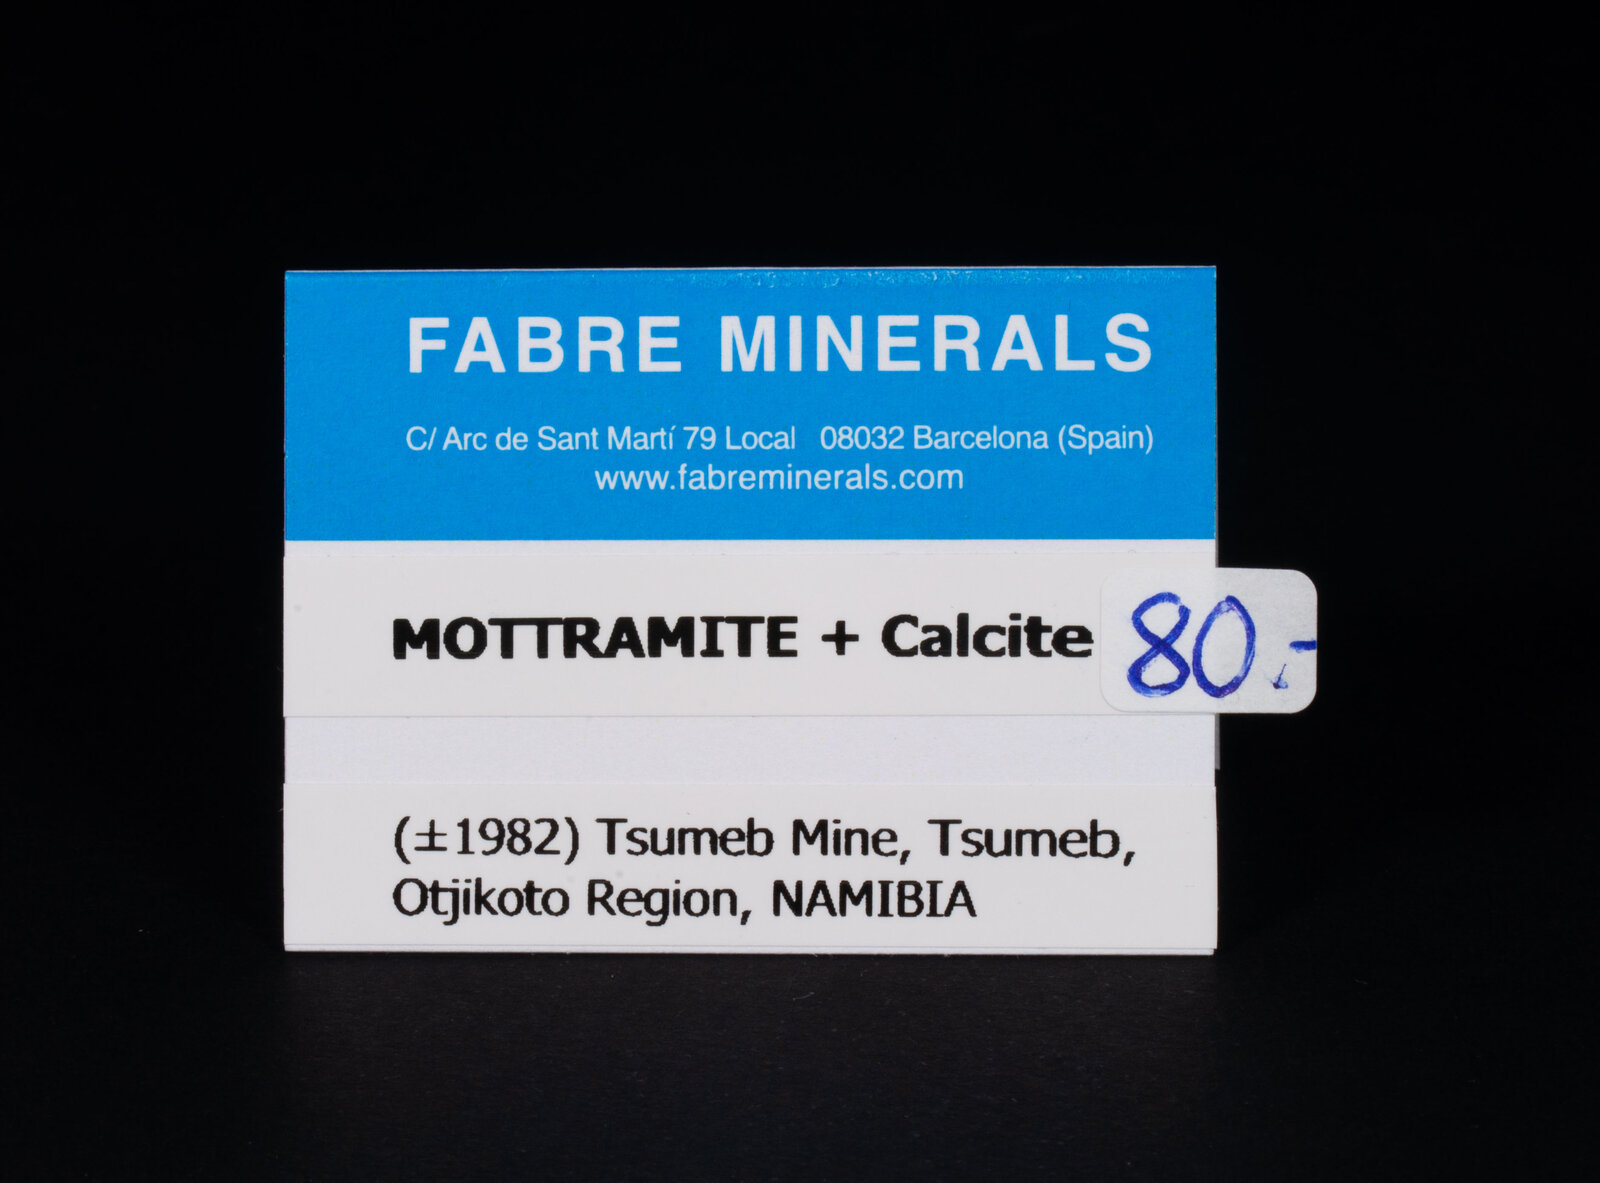 FABRE MINERALS
C/ Arc de Sant Martí 79 Local 08032 Barcelona (Spain)
www.fabreminerals.com
MOTTRAMITE + Calcite
80.-
(±1982) Tsumeb Mine, Tsumeb,
Otjikoto Region, NAMIBIA